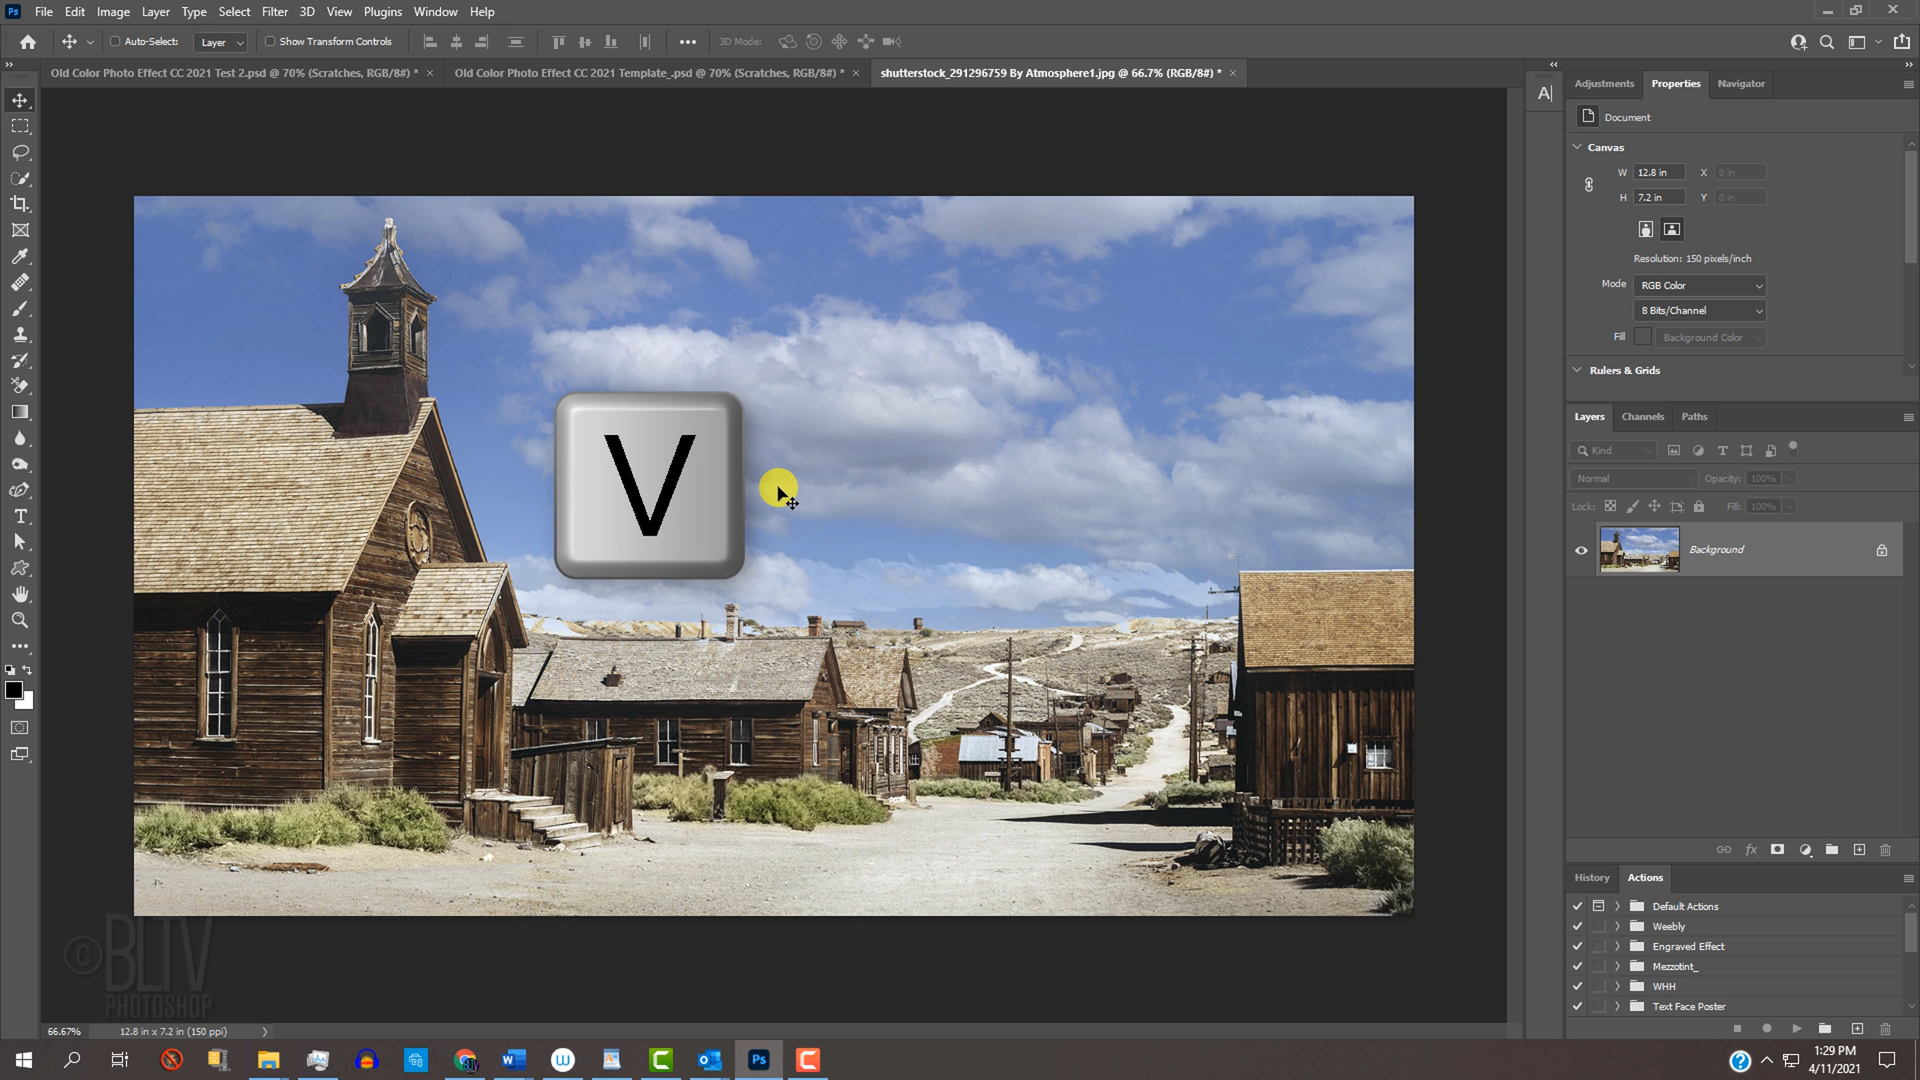 Ps File Edit Image Layer Type Select Filter 3D View Plugins Window Help
Auto-Select: Layer Show Transform Controls 3D Mode:
Old Color Photo Effect CC 2021 Test 2.psd @ 70% (Scratches, RGB/8#) * × Old Color Photo Effect CC 2021 Template_.psd @ 70% (Scratches, RGB/8#) * × shutterstock_291296759 By Atmosphere1.jpg @ 66.7% (RGB/8#) * ×
Adjustments Properties Navigator
A
Document
Canvas
W 12.8 in X 0 in
H 7.2 in Y 0 in
Resolution: 150 pixels/inch
Mode RGB Color
8 Bits/Channel
Fill Background Color
Rulers & Grids
Layers Channels Paths
Kind
Normal Opacity: 100%
Lock: Fill: 100%
Background
V
T
History Actions
Default Actions
Weebly
Engraved Effect
Mezzotint_
WHH
Text Face Poster
© BLTV
PHOTOSHOP
66.67% 12.8 in x 7.2 in (150 ppi)
1:29 PM
4/11/2021